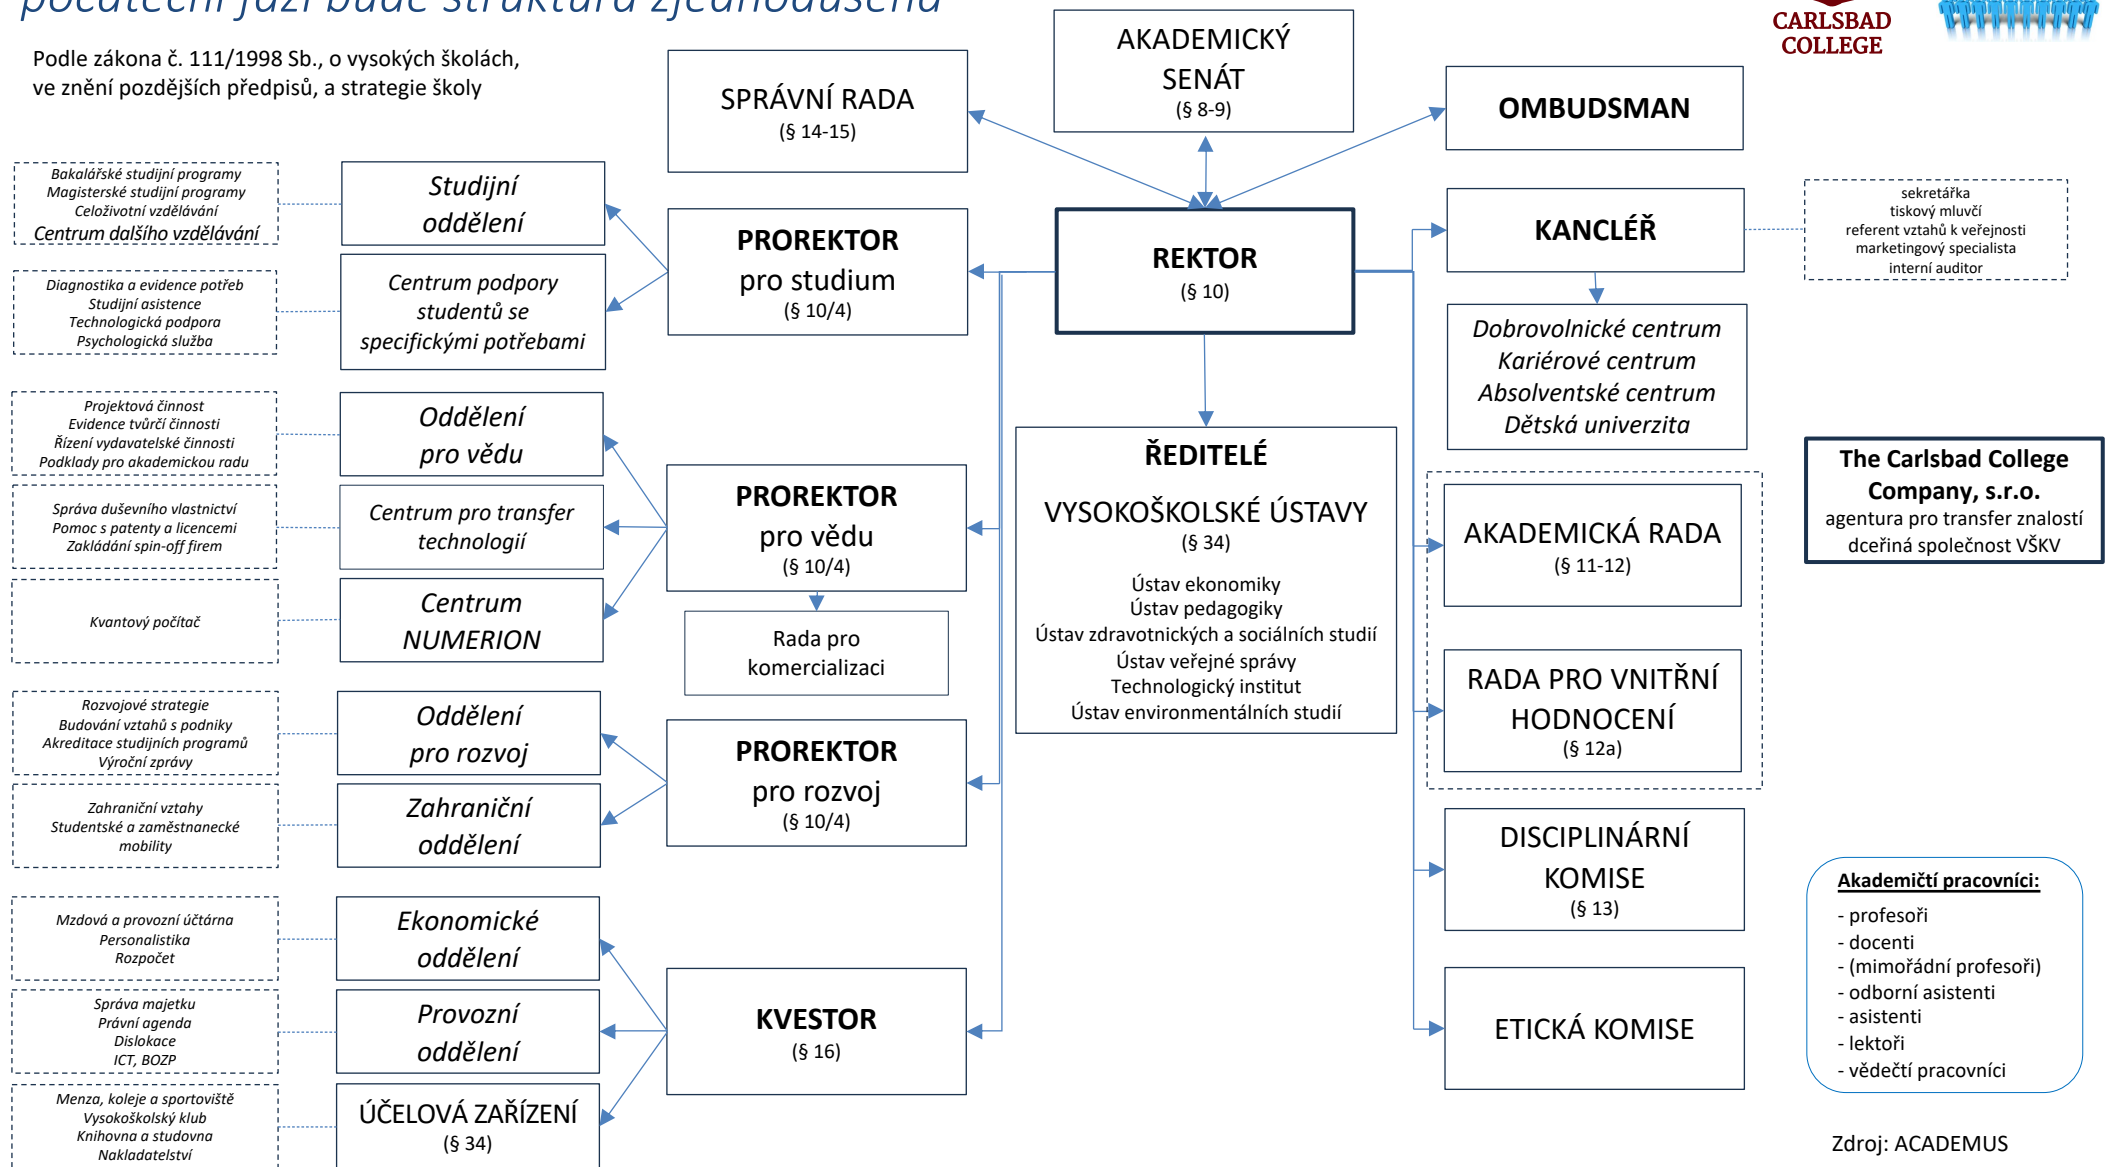 počáteční fázi bude struktura zjednodušena
Podle zákona č. 111/1998 Sb., o vysokých školách,
ve znění pozdějších předpisů, a strategie školy
CARLSBAD
COLLEGE
SPRÁVNÍ RADA
(§ 14-15)
AKADEMICKÝ
SENÁT
(§ 8-9)
OMBUDSMAN
Bakalářské studijní programy
Magisterské studijní programy
Celoživotní vzdělávání
Centrum dalšího vzdělávání
Studijní
oddělení
Diagnostika a evidence potřeb
Studijní asistence
Technologická podpora
Psychologická služba
Centrum podpory
studentů se
specifickými potřebami
PROREKTOR
pro studium
(§ 10/4)
REKTOR
(§ 10)
KANCLÉŘ
sekretářka
tiskový mluvčí
referent vztahů k veřejnosti
marketingový specialista
interní auditor
Dobrovolnické centrum
Kariérové centrum
Absolventské centrum
Dětská univerzita
Projektová činnost
Evidence tvůrčí činnosti
Řízení vydavatelské činnosti
Podklady pro akademickou radu
Oddělení
pro vědu
Správa duševního vlastnictví
Pomoc s patenty a licencemi
Zakládání spin-off firem
Centrum pro transfer
technologií
Kvantový počítač
Centrum
NUMERION
PROREKTOR
pro vědu
(§ 10/4)
Rada pro
komercializaci
ŘEDITELÉ
VYSOKOŠKOLSKÉ ÚSTAVY
(§ 34)
Ústav ekonomiky
Ústav pedagogiky
Ústav zdravotnických a sociálních studií
Ústav veřejné správy
Technologický institut
Ústav environmentálních studií
AKADEMICKÁ RADA
(§ 11-12)
RADA PRO VNITŘNÍ
HODNOCENÍ
(§ 12a)
The Carlsbad College
Company, s.r.o.
agentura pro transfer znalostí
dceřiná společnost VŠKV
Rozvojové strategie
Budování vztahů s podniky
Akreditace studijních programů
Výroční zprávy
Oddělení
pro rozvoj
Zahraniční vztahy
Studentské a zaměstnanecké
mobility
Zahraniční
oddělení
PROREKTOR
pro rozvoj
(§ 10/4)
DISCIPLINÁRNÍ
KOMISE
(§ 13)
ETICKÁ KOMISE
Mzdová a provozní účtárna
Personalistika
Rozpočet
Ekonomické
oddělení
Správa majetku
Právní agenda
Dislokace
ICT, BOZP
Provozní
oddělení
Menza, koleje a sportoviště
Vysokoškolský klub
Knihovna a studovna
Nakladatelství
ÚČELOVÁ ZAŘÍZENÍ
(§ 34)
KVESTOR
(§ 16)
Akademičtí pracovníci:
- profesoři
- docenti
- (mimořádní profesoři)
- odborní asistenti
- asistenti
- lektoři
- vědečtí pracovníci
Zdroj: ACADEMUS